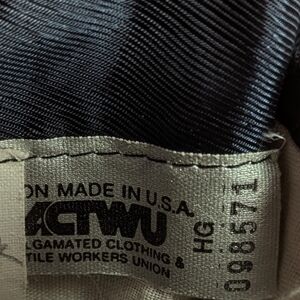 ON MADE IN U.S.A.
ACTWU
LGAMATED CLOTHING &
TILE WORKERS UNION
HG
098571